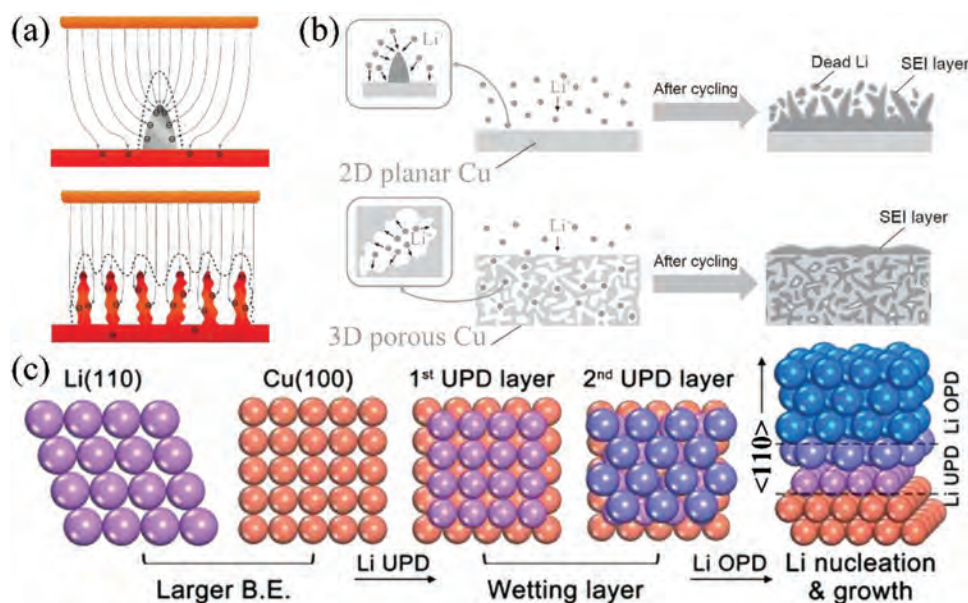 (a)
(b)
Li⁺
Li⁺
After cycling
Dead Li
SEI layer
2D planar Cu
Li⁺
Li⁺
After cycling
SEI layer
3D porous Cu
(c)
Li(110)
Cu(100)
1st UPD layer
2nd UPD layer
<110>
Li OPD
Li UPD
Larger B.E.
Li UPD
Wetting layer
Li OPD
Li nucleation
& growth